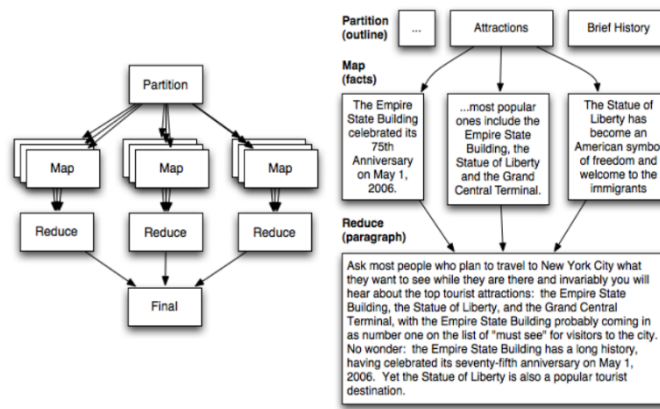 Partition
Map
Map
Map
Reduce
Reduce
Reduce
Final
Partition
(outline)
...
Attractions
Brief History
Map
(facts)
The Empire
State Building
celebrated its
75th
Anniversary
on May 1,
2006.
...most popular
ones include the
Empire State
Building, the
Statue of Liberty
and the Grand
Central Terminal.
The Statue of
Liberty has
become an
American symbol
of freedom and
welcome to the
immigrants
Reduce
(paragraph)
Ask most people who plan to travel to New York City what
they want to see while they are there and invariably you will
hear about the top tourist attractions: the Empire State
Building, the Statue of Liberty, and the Grand Central
Terminal, with the Empire State Building probably coming in
as number one on the list of "must see" for visitors to the city.
No wonder: the Empire State Building has a long history,
having celebrated its seventy-fifth anniversary on May 1,
2006. Yet the Statue of Liberty is also a popular tourist
destination.